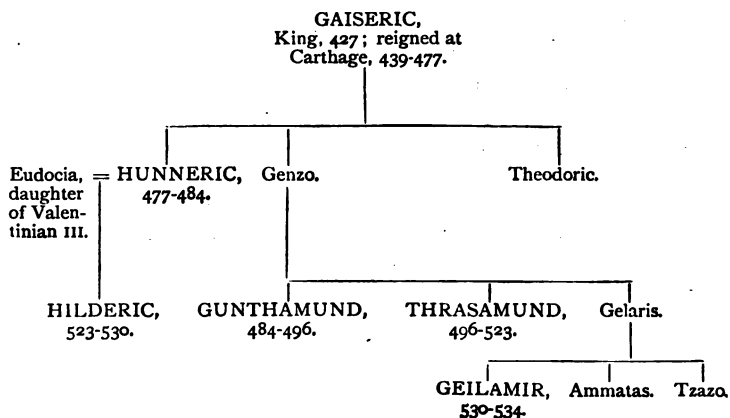 GAISERIC,
King, 427; reigned at
Carthage, 439-477.
Eudocia, = HUNNERIC, Genzo. Theodoric.
daughter 477-484.
of Valen-
tinian III.
HILDERIC, GUNTHAMUND, THRASAMUND, Gelaris.
523-530. 484-496. 496-523.
GEILAMIR, Ammatas. Tzazo.
530-534.